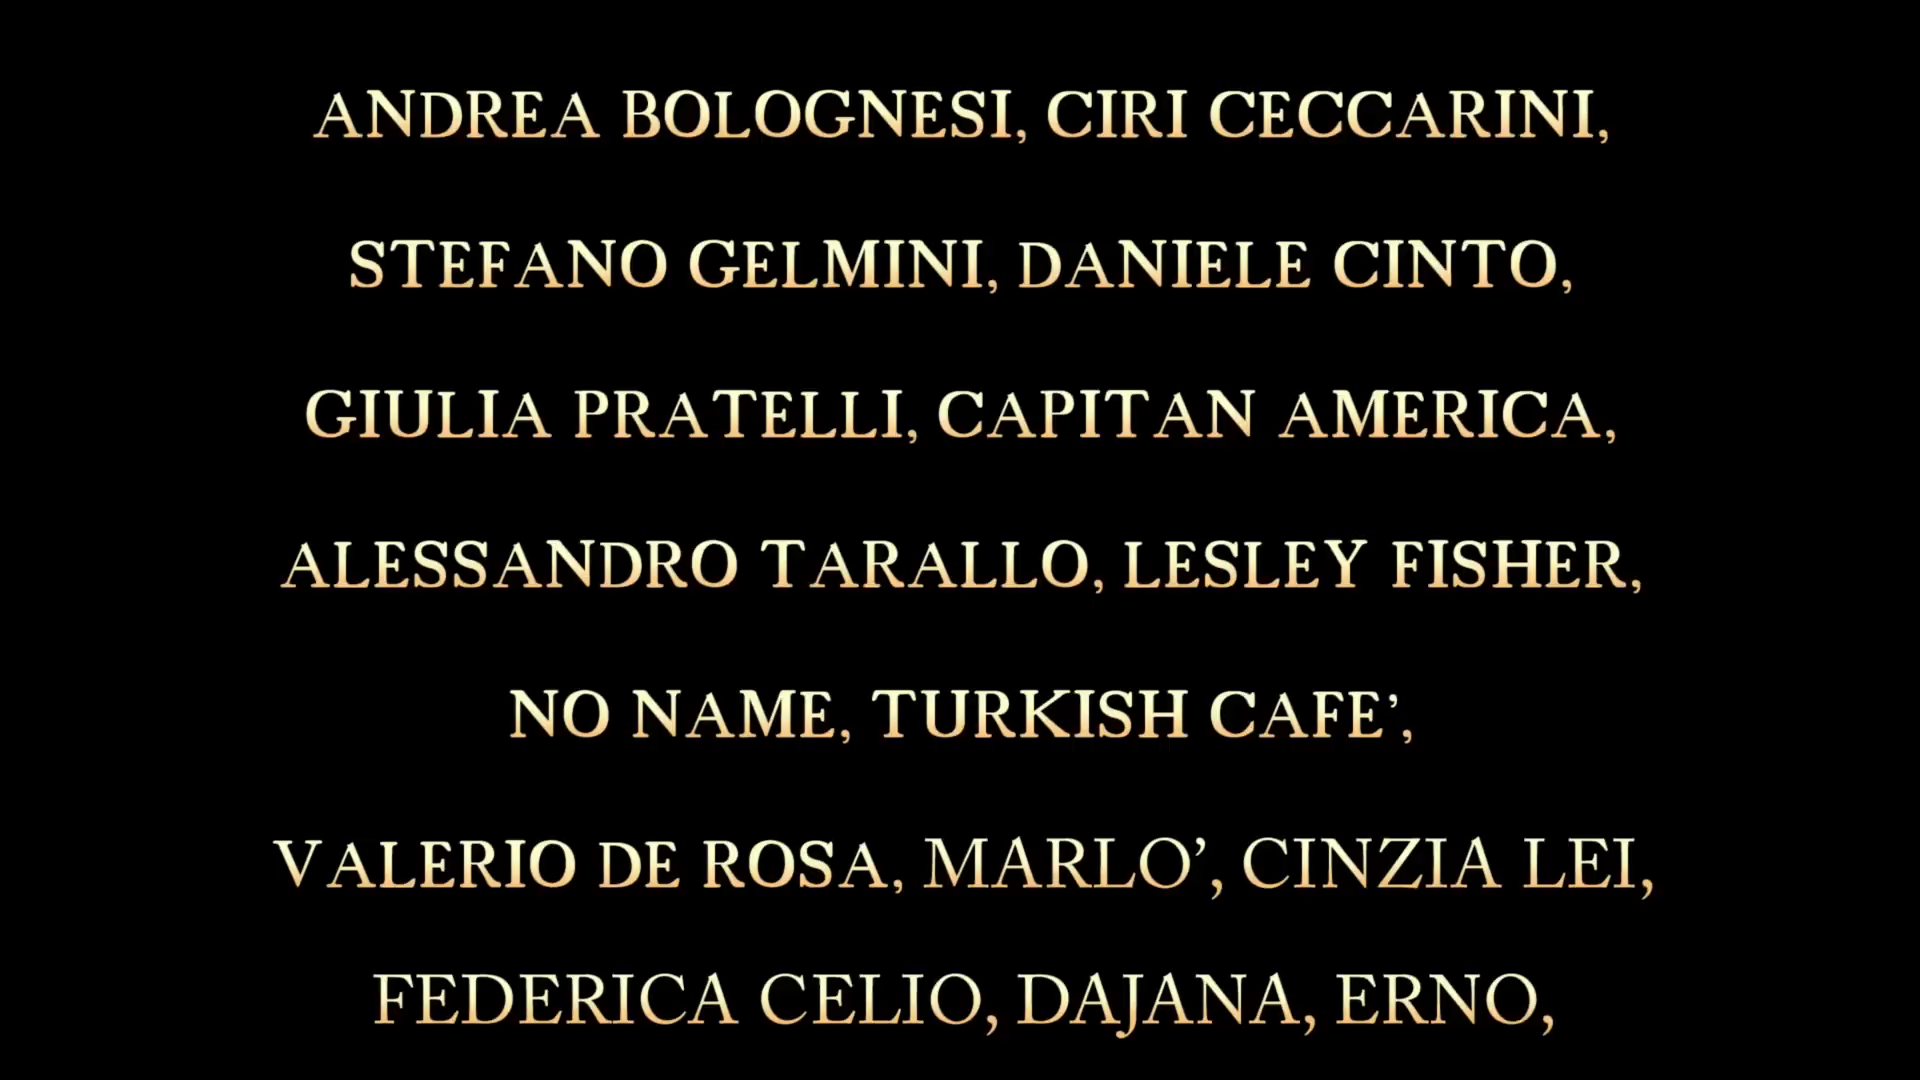 ANDREA BOLOGNESI, CIRI CECCARINI,
STEFANO GELMINI, DANIELE CINTO,
GIULIA PRATELLI, CAPITAN AMERICA,
ALESSANDRO TARALLO, LESLEY FISHER,
NO NAME, TURKISH CAFE’,
VALERIO DE ROSA, MARLO’, CINZIA LEI,
FEDERICA CELIO, DAJANA, ERNO,